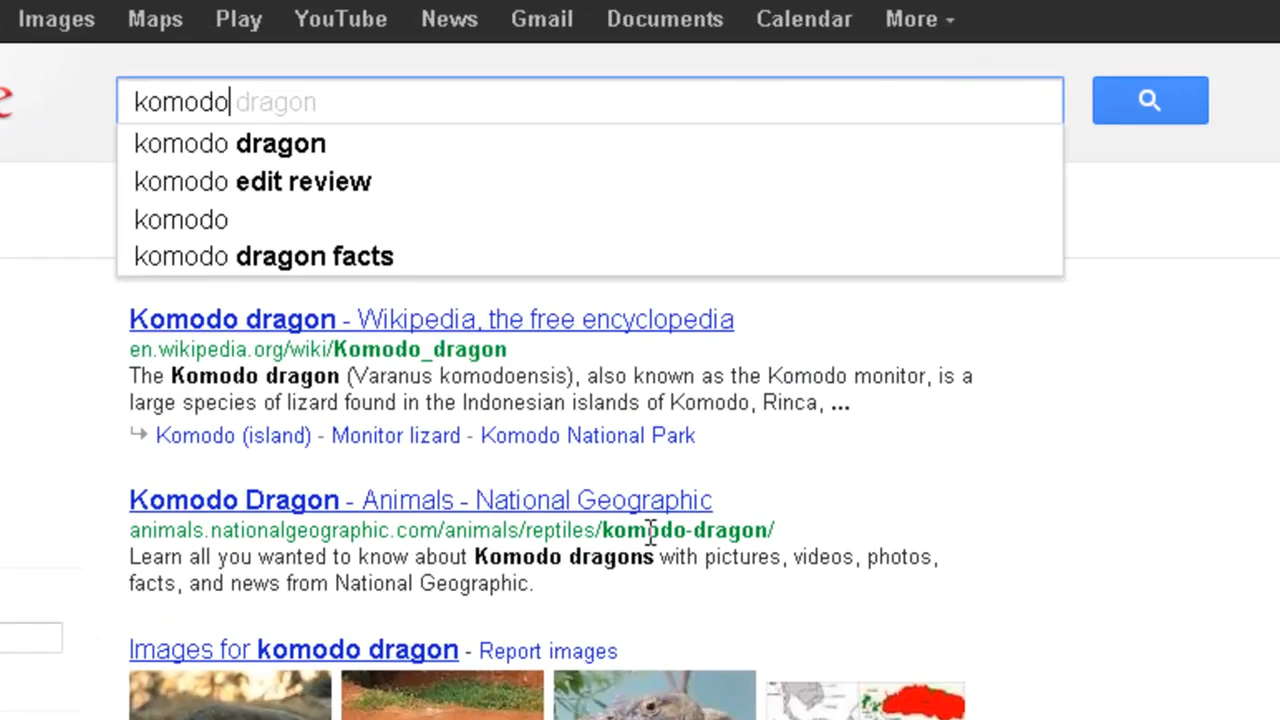 Images Maps Play YouTube News Gmail Documents Calendar More
e komodo dragon
komodo dragon
komodo edit review
komodo
komodo dragon facts
Komodo dragon - Wikipedia, the free encyclopedia
en.wikipedia.org/wiki/Komodo_dragon
The Komodo dragon (Varanus komodoensis), also known as the Komodo monitor, is a
large species of lizard found in the Indonesian islands of Komodo, Rinca, ...
Komodo (island) - Monitor lizard - Komodo National Park
Komodo Dragon - Animals - National Geographic
animals.nationalgeographic.com/animals/reptiles/komodo-dragon/
Learn all you wanted to know about Komodo dragons with pictures, videos, photos,
facts, and news from National Geographic.
Images for komodo dragon - Report images